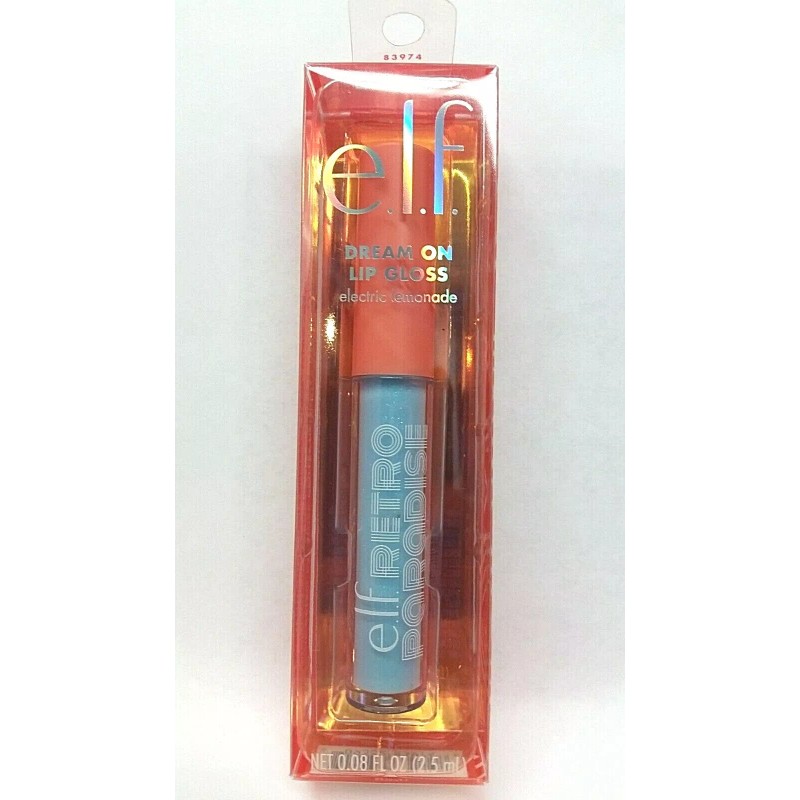 83974
e.l.f.
DREAM ON
LIP GLOSS
electric lemonade
e.l.f. RETRO
PARADISE
NET 0.08 FL OZ (2.5 mL)